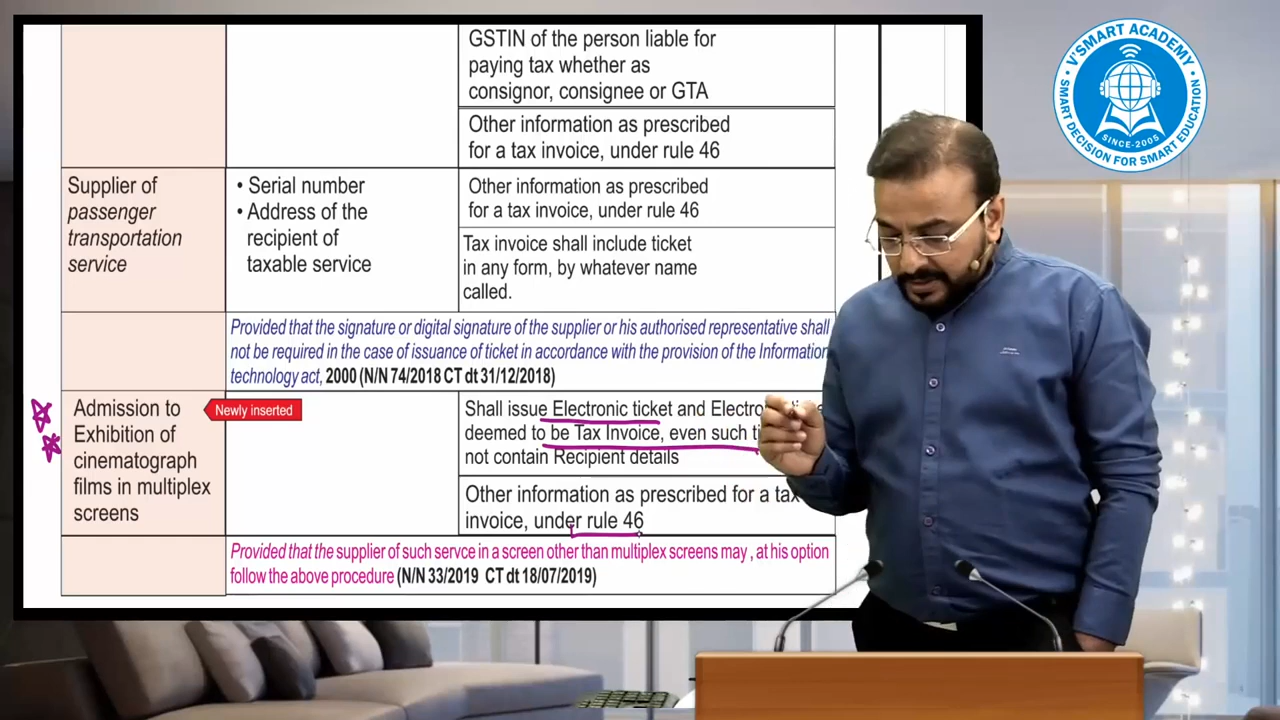 GSTIN of the person liable for
paying tax whether as
consignor, consignee or GTA
Other information as prescribed
for a tax invoice, under rule 46
Supplier of
passenger
transportation
service
• Serial number
• Address of the
recipient of
taxable service
Other information as prescribed
for a tax invoice, under rule 46
Tax invoice shall include ticket
in any form, by whatever name
called.
Provided that the signature or digital signature of the supplier or his authorised representative shall
not be required in the case of issuance of ticket in accordance with the provision of the Information
technology act, 2000 (N/N 74/2018 CT dt 31/12/2018)
Admission to
Exhibition of
cinematograph
films in multiplex
screens
Newly inserted
Shall issue Electronic ticket and
deemed to be Tax Invoice, even such
not contain Recipient details
Other information as prescribed for a tax
invoice, under rule 46
Provided that the supplier of such servce in a screen other than multiplex screens may , at his option
follow the above procedure (N/N 33/2019 CT dt 18/07/2019)
V'SMART ACADEMY
SINCE-2005
SMART DECISION FOR SMART EDUCATION